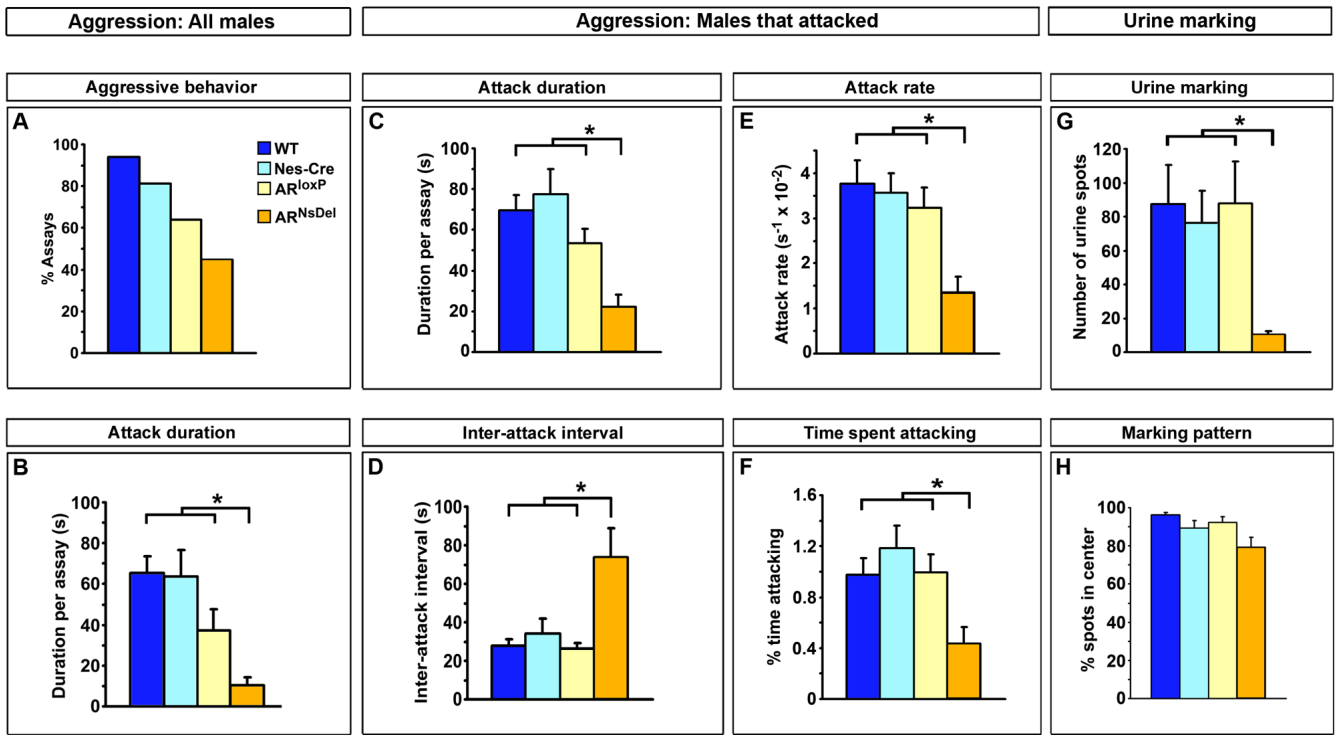 Aggression: All males
Aggression: Males that attacked
Urine marking
Aggressive behavior
A
100
80
60
40
20
0
% Assays
WT
Nes-Cre
AR^loxP
AR^NsDel
Attack duration
C
*
100
80
60
40
20
0
Duration per assay (s)
Attack rate
E
*
4
3
2
1
0
Attack rate (s^-1 x 10^-2)
Urine marking
G
*
120
100
80
60
40
20
0
Number of urine spots
Attack duration
B
*
100
80
60
40
20
0
Duration per assay (s)
Inter-attack interval
D
*
100
80
60
40
20
0
Inter-attack interval (s)
Time spent attacking
F
*
1.6
1.2
0.8
0.4
0
% time attacking
Marking pattern
H
100
80
60
40
20
0
% spots in center